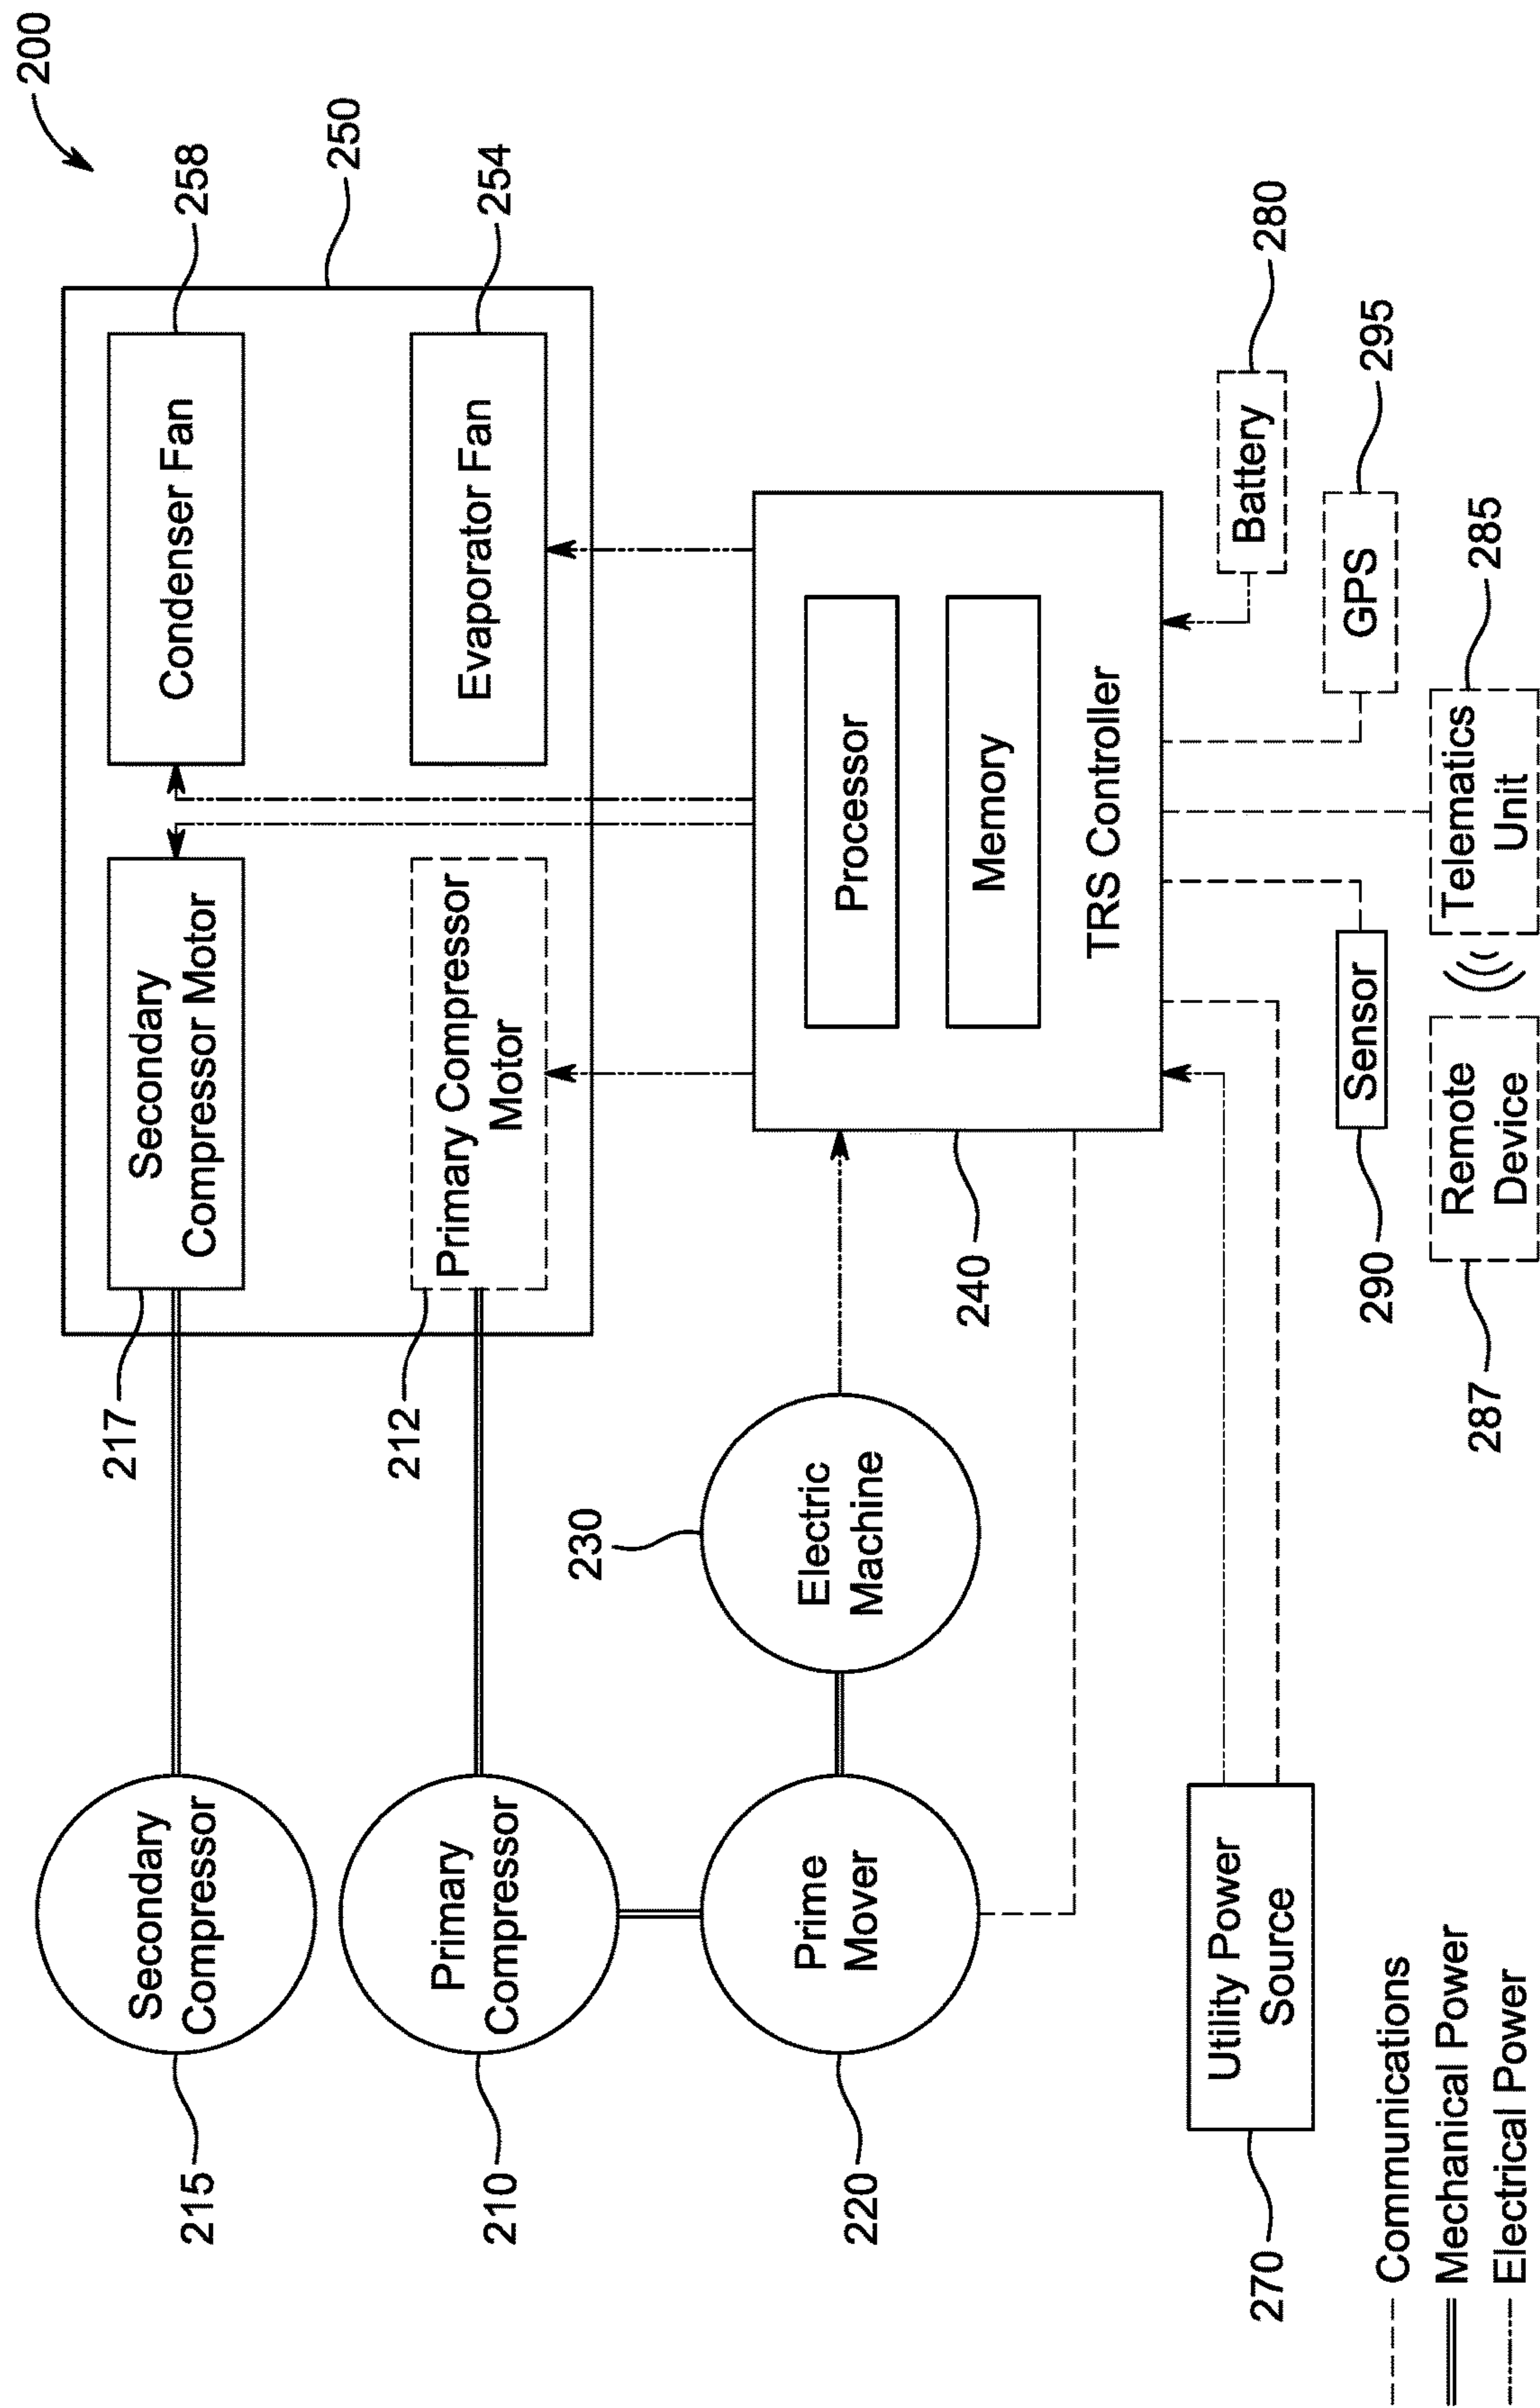 200
Secondary
Compressor
215
217
Secondary
Compressor Motor
Condenser Fan
258
250
Primary
Compressor
210
212
Primary Compressor
Motor
Evaporator Fan
254
Prime
Mover
220
230
Electric
Machine
Processor
Memory
TRS Controller
240
Utility Power
Source
270
Battery
280
GPS
295
Sensor
290
Telematics
Unit
285
Remote
Device
287
Communications
Mechanical Power
Electrical Power